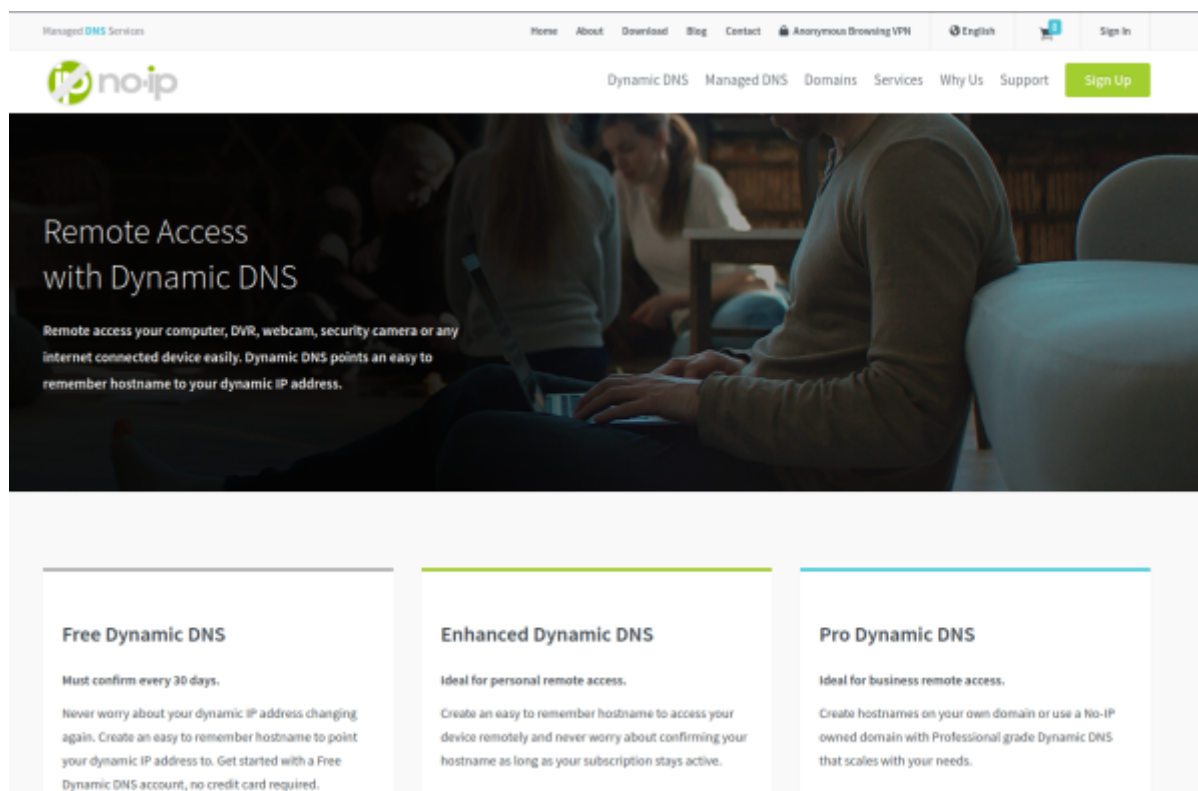 Managed DNS Services
Home About Download Blog Contact Anonymous Browsing VPN English Sign In
no·ip
Dynamic DNS Managed DNS Domains Services Why Us Support Sign Up
Remote Access
with Dynamic DNS
Remote access your computer, DVR, webcam, security camera or any
internet connected device easily. Dynamic DNS points an easy to
remember hostname to your dynamic IP address.
Free Dynamic DNS
Must confirm every 30 days.
Never worry about your dynamic IP address changing
again. Create an easy to remember hostname to point
your dynamic IP address to. Get started with a Free
Dynamic DNS account, no credit card required.
Enhanced Dynamic DNS
Ideal for personal remote access.
Create an easy to remember hostname to access your
device remotely and never worry about confirming your
hostname as long as your subscription stays active.
Pro Dynamic DNS
Ideal for business remote access.
Create hostnames on your own domain or use a No-IP
owned domain with Professional grade Dynamic DNS
that scales with your needs.